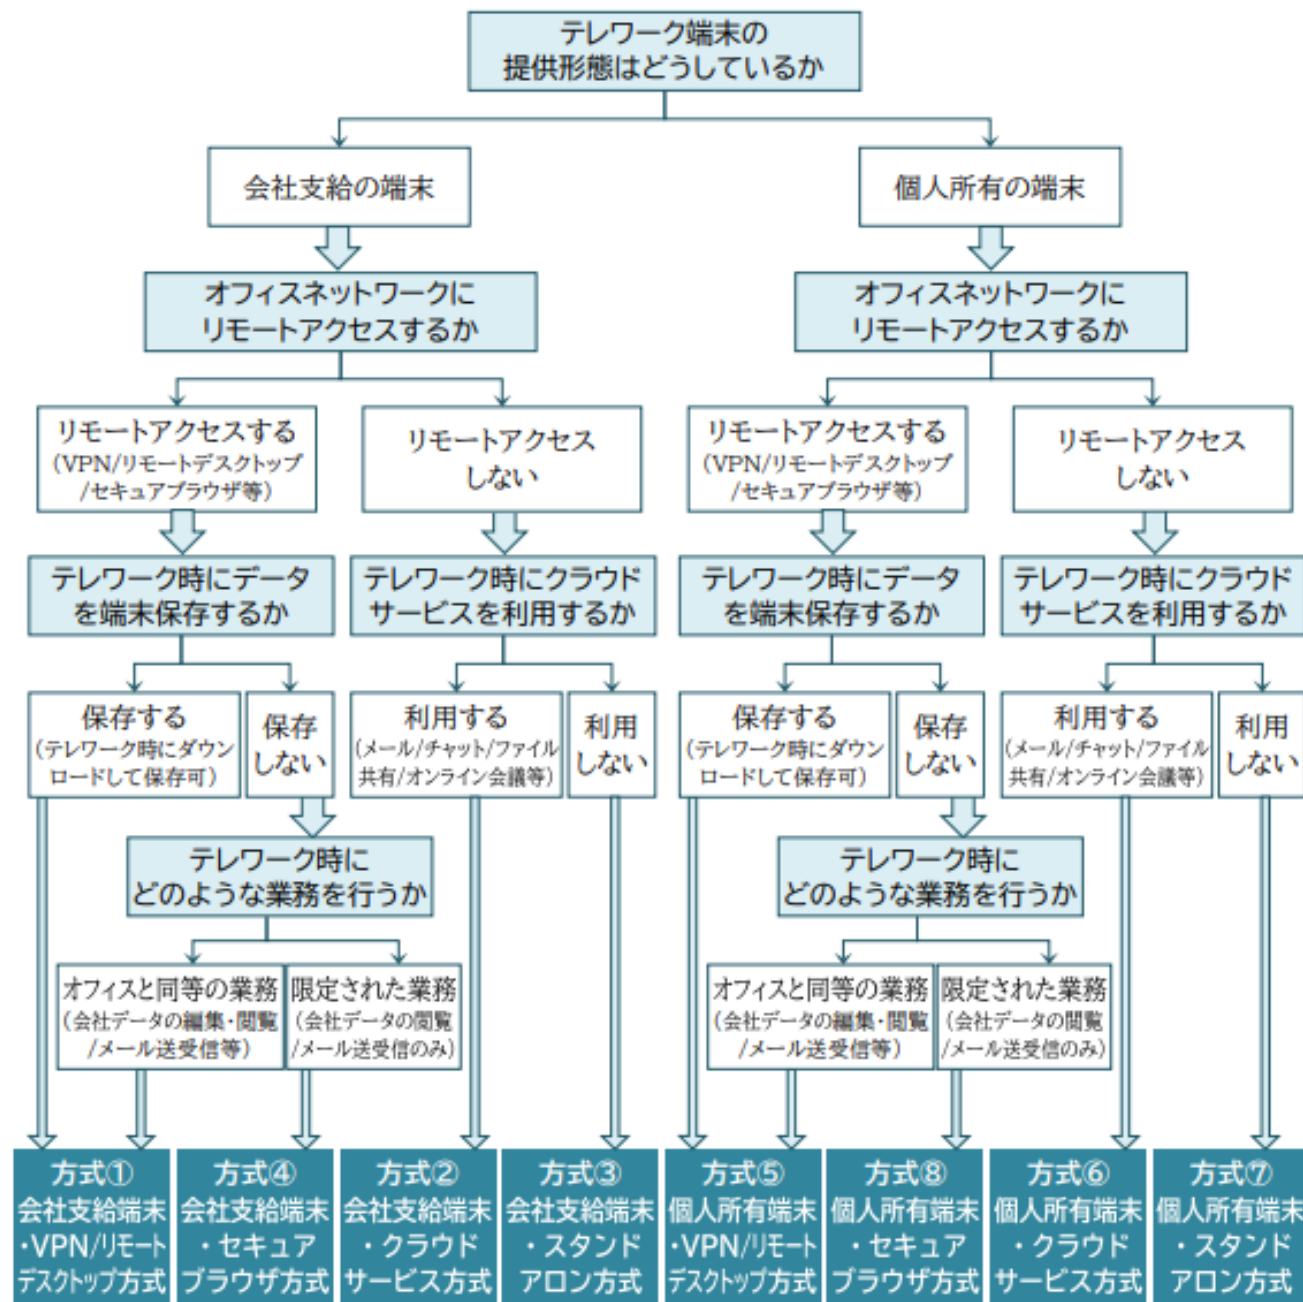 テレワーク端末の
提供形態はどうしているか
会社支給の端末
個人所有の端末
オフィスネットワークに
リモートアクセスするか
オフィスネットワークに
リモートアクセスするか
リモートアクセスする
(VPN/リモートデスクトップ
/セキュアブラウザ等)
リモートアクセス
しない
リモートアクセスする
(VPN/リモートデスクトップ
/セキュアブラウザ等)
リモートアクセス
しない
テレワーク時にデータ
を端末保存するか
テレワーク時にクラウド
サービスを利用するか
テレワーク時にデータ
を端末保存するか
テレワーク時にクラウド
サービスを利用するか
保存する
(テレワーク時にダウン
ロードして保存可)
保存
しない
利用する
(メール/チャット/ファイル
共有/オンライン会議等)
利用
しない
保存する
(テレワーク時にダウン
ロードして保存可)
保存
しない
利用する
(メール/チャット/ファイル
共有/オンライン会議等)
利用
しない
テレワーク時に
どのような業務を行うか
テレワーク時に
どのような業務を行うか
オフィスと同等の業務
(会社データの編集・閲覧
/メール送受信等)
限定された業務
(会社データの閲覧
/メール送受信のみ)
オフィスと同等の業務
(会社データの編集・閲覧
/メール送受信等)
限定された業務
(会社データの閲覧
/メール送受信のみ)
方式①
会社支給端末
・VPN/リモート
デスクトップ方式
方式④
会社支給端末
・セキュア
ブラウザ方式
方式②
会社支給端末
・クラウド
サービス方式
方式③
会社支給端末
・スタンド
アロン方式
方式⑤
個人所有端末
・VPN/リモート
デスクトップ方式
方式⑧
個人所有端末
・セキュア
ブラウザ方式
方式⑥
個人所有端末
・クラウド
サービス方式
方式⑦
個人所有端末
・スタンド
アロン方式